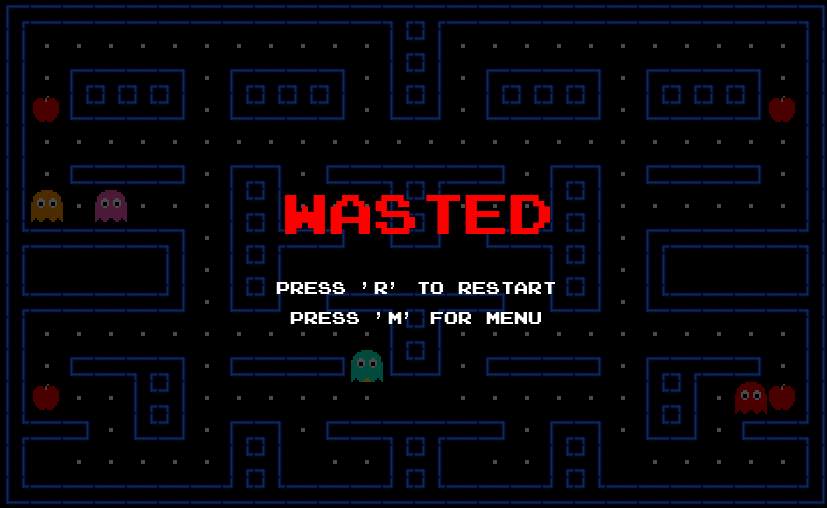 WASTED
PRESS 'R' TO RESTART
PRESS 'M' FOR MENU